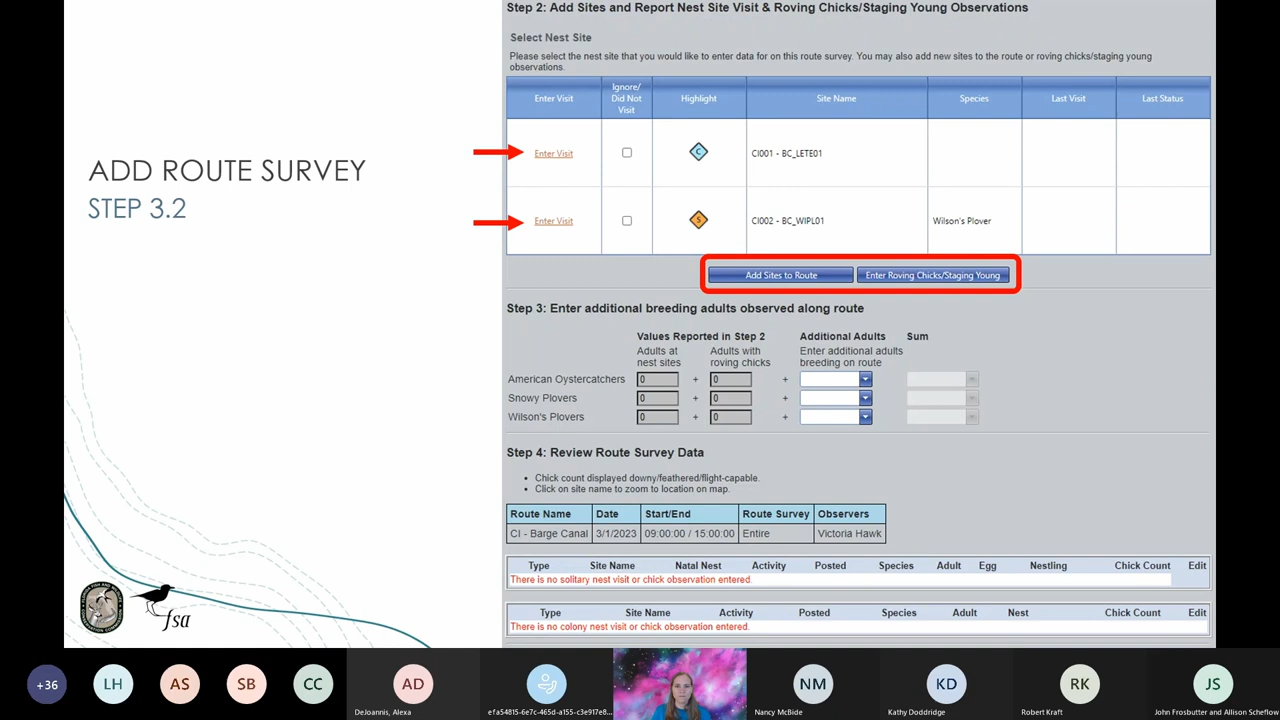 ADD ROUTE SURVEY
STEP 3.2
fsa
Step 2: Add Sites and Report Nest Site Visit & Roving Chicks/Staging Young Observations
Select Nest Site
Please select the nest site that you would like to enter data for on this route survey. You may also add new sites to the route or roving chicks/staging young
observations.
Enter Visit Ignore/ Did Not Visit Highlight Site Name Species Last Visit Last Status
Enter Visit C CI001 - BC_LETE01
Enter Visit S CI002 - BC_WIPL01 Wilson's Plover
Add Sites to Route Enter Roving Chicks/Staging Young
Step 3: Enter additional breeding adults observed along route
Values Reported in Step 2 Additional Adults Sum
Adults at nest sites Adults with roving chicks Enter additional adults breeding on route
American Oystercatchers 0 + 0 +
Snowy Plovers 0 + 0 +
Wilson's Plovers 0 + 0 +
Step 4: Review Route Survey Data
• Chick count displayed downy/feathered/flight-capable.
• Click on site name to zoom to location on map.
Route Name Date Start/End Route Survey Observers
CI - Barge Canal 3/1/2023 09:00:00 / 15:00:00 Entire Victoria Hawk
Type Site Name Natal Nest Activity Posted Species Adult Egg Nestling Chick Count Edit
There is no solitary nest visit or chick observation entered.
Type Site Name Activity Posted Species Adult Nest Chick Count Edit
There is no colony nest visit or chick observation entered.
+36 LH AS SB CC AD NM KD RK JS
DeJoannis, Alexa efa54815-6e7c-465d-a155-c3e917e8... Nancy McBide Kathy Doddridge Robert Kraft John Frosbutter and Allison Scheflow